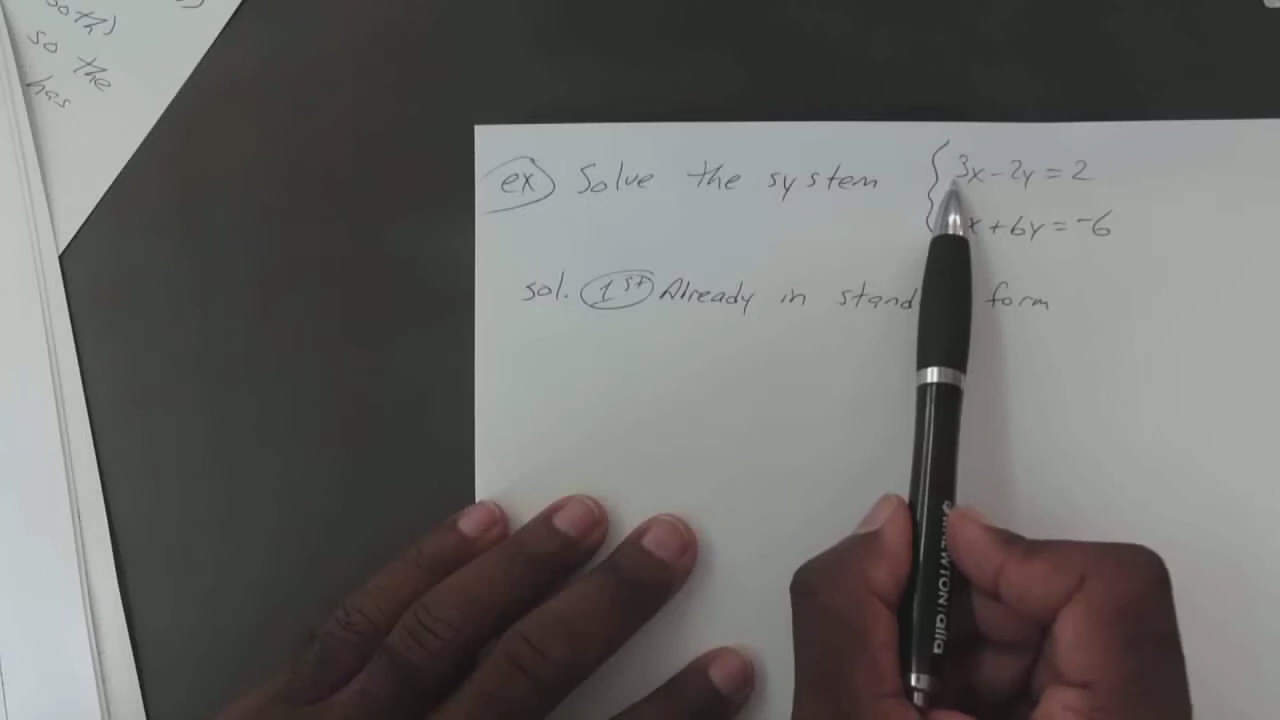 so the
has
ex Solve the system { 3x - 2y = 2
x + 6y = -6
sol. 1st Already in stand form